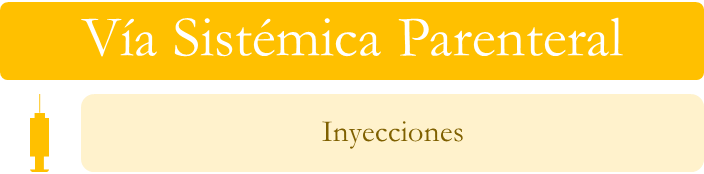 Vía Sistémica Parenteral
Inyecciones